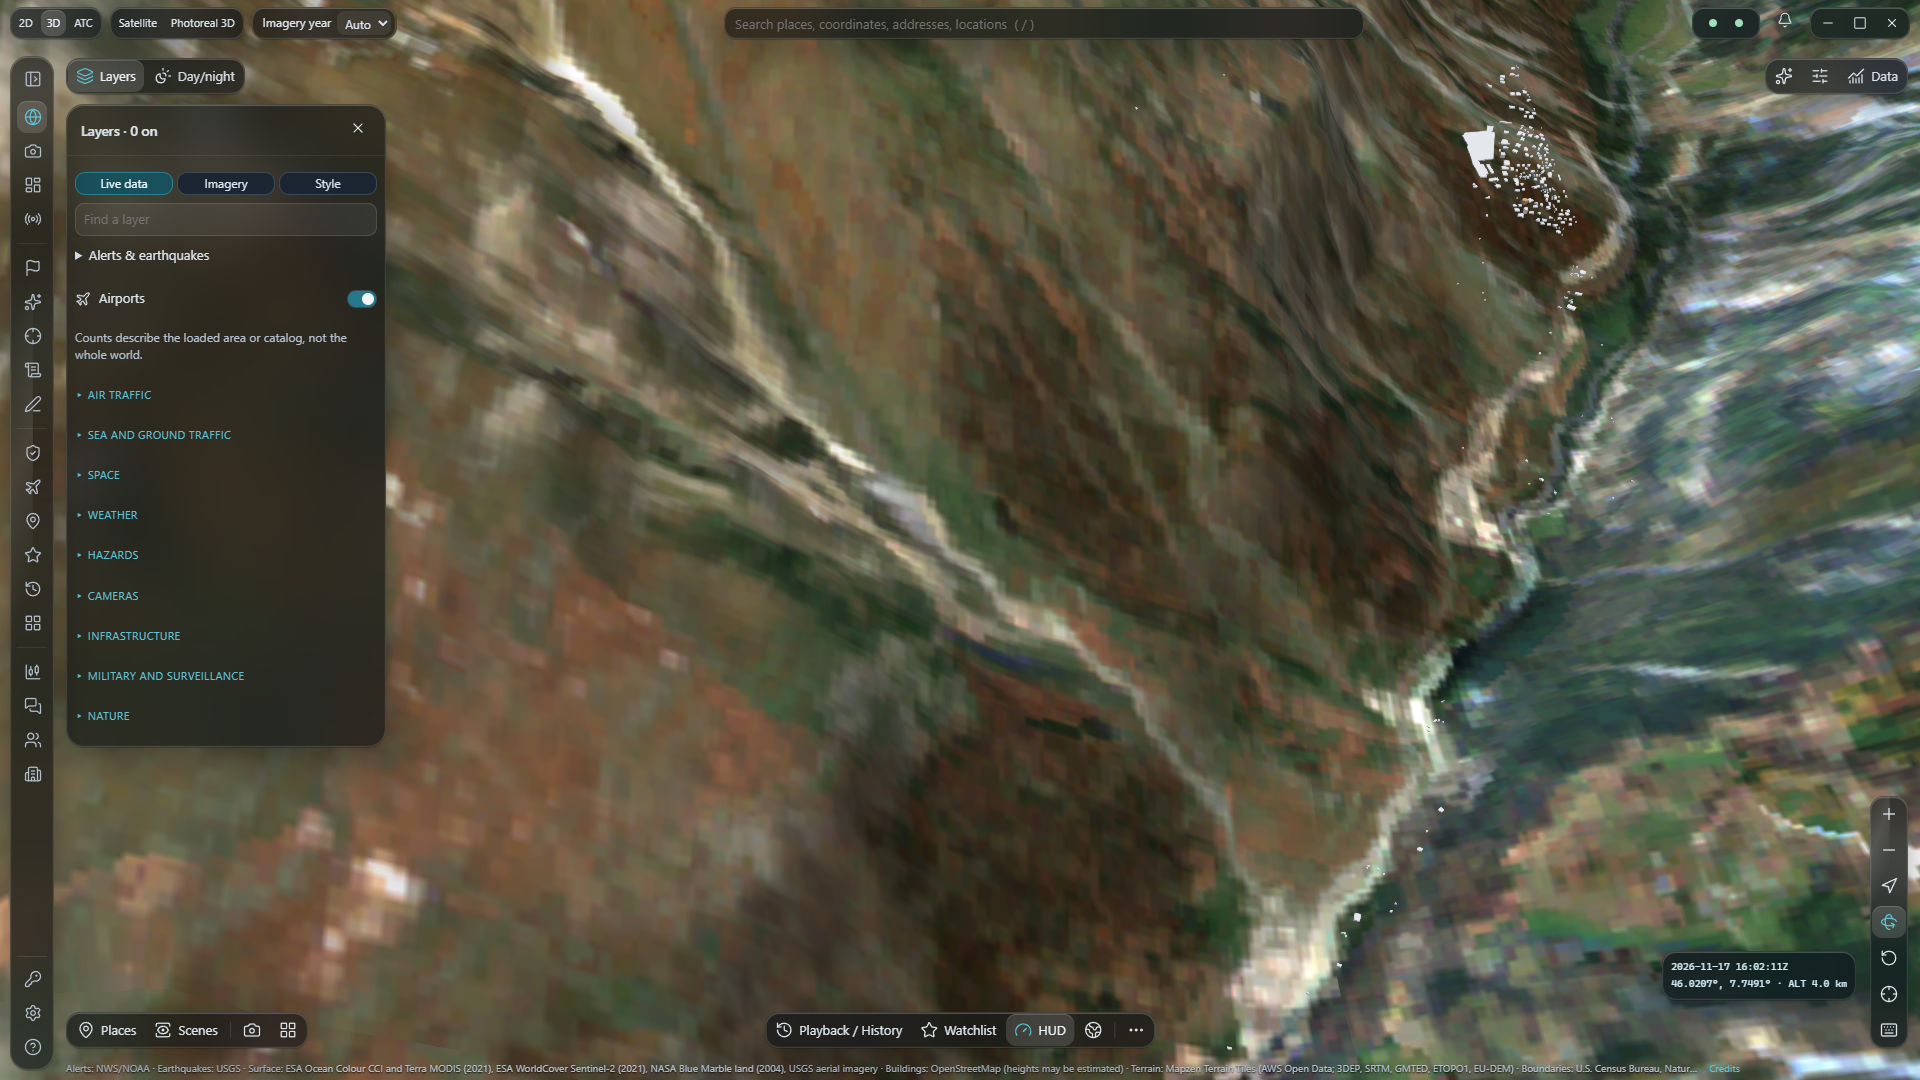 2D 3D ATC Satellite Photoreal 3D Imagery year Auto
Search places, coordinates, addresses, locations ( / )
Layers Day/night
Data
Layers · 0 on
Live data Imagery Style
Find a layer
Alerts & earthquakes
Airports
Counts describe the loaded area or catalog, not the
whole world.
AIR TRAFFIC
SEA AND GROUND TRAFFIC
SPACE
WEATHER
HAZARDS
CAMERAS
INFRASTRUCTURE
MILITARY AND SURVEILLANCE
NATURE
2026-11-17 16:02:11Z
46.0207°, 7.7491° · ALT 4.0 km
Places Scenes
Playback / History Watchlist HUD
Alerts: NWS/NOAA · Earthquakes: USGS · Surface: ESA Ocean Colour CCI and Terra MODIS (2021), ESA WorldCover Sentinel-2 (2021), NASA Blue Marble land (2004), USGS aerial imagery · Buildings: OpenStreetMap (heights may be estimated) · Terrain: Mapzen Terrain Tiles (AWS Open Data; 3DEP, SRTM, GMTED, ETOPO1, EU-DEM) · Boundaries: U.S. Census Bureau, Natur... Credits